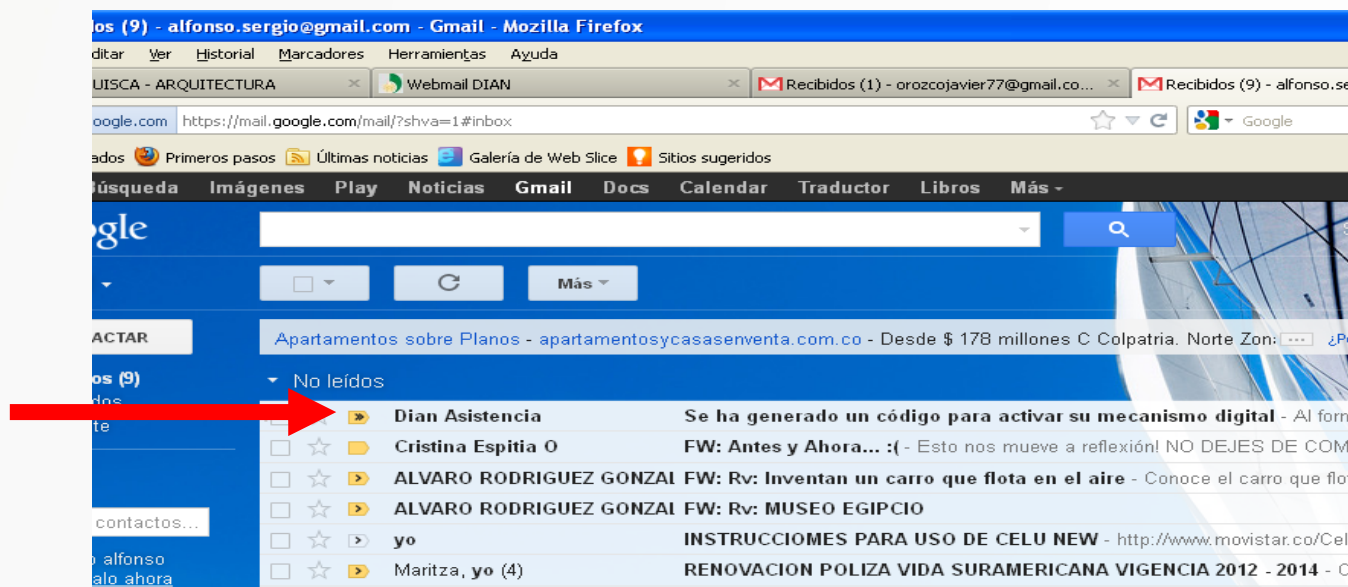 dos (9) - alfonso.sergio@gmail.com - Gmail - Mozilla Firefox
ditar Ver Historial Marcadores Herramientas Ayuda
UISCA - ARQUITECTURA Webmail DIAN Recibidos (1) - orozcojavier77@gmail.co... Recibidos (9) - alfonso.se
oogle.com https://mail.google.com/mail/?shva=1#inbox Google
ados Primeros pasos Últimas noticias Galería de Web Slice Sitios sugeridos
Búsqueda Imágenes Play Noticias Gmail Docs Calendar Traductor Libros Más
ogle
Más
ACTAR
Apartamentos sobre Planos - apartamentosycasasenventa.com.co - Desde $ 178 millones C Colpatria. Norte Zon: ... ¿Po
os (9)
No leídos
dos
te
Dian Asistencia Se ha generado un código para activar su mecanismo digital - Al form
Cristina Espitia O FW: Antes y Ahora... :( - Esto nos mueve a reflexión! NO DEJES DE COM
ALVARO RODRIGUEZ GONZAL FW: Rv: Inventan un carro que flota en el aire - Conoce el carro que flo
ALVARO RODRIGUEZ GONZAL FW: Rv: MUSEO EGIPCIO
contactos...
yo INSTRUCCIOMES PARA USO DE CELU NEW - http://www.movistar.co/Cel
alfonso
Maritza, yo (4) RENOVACION POLIZA VIDA SURAMERICANA VIGENCIA 2012 - 2014 - C
alo ahora